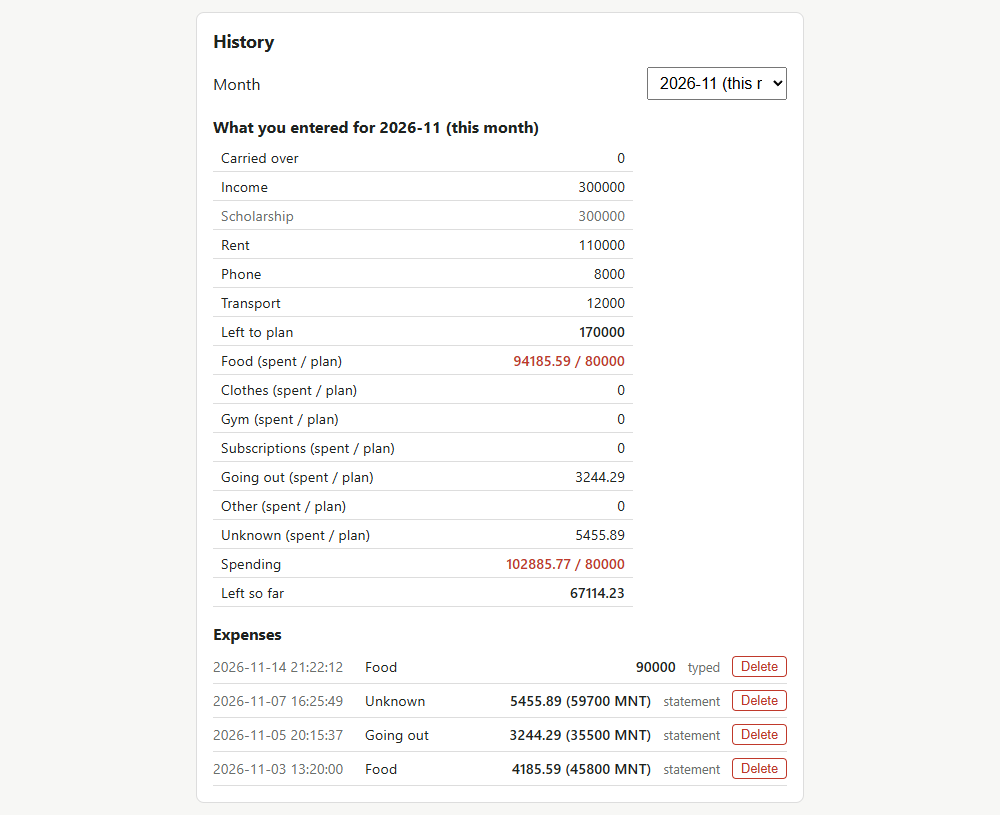 History
Month 2026-11 (this r
What you entered for 2026-11 (this month)
Carried over 0
Income 300000
Scholarship 300000
Rent 110000
Phone 8000
Transport 12000
Left to plan 170000
Food (spent / plan) 94185.59 / 80000
Clothes (spent / plan) 0
Gym (spent / plan) 0
Subscriptions (spent / plan) 0
Going out (spent / plan) 3244.29
Other (spent / plan) 0
Unknown (spent / plan) 5455.89
Spending 102885.77 / 80000
Left so far 67114.23
Expenses
2026-11-14 21:22:12 Food 90000 typed Delete
2026-11-07 16:25:49 Unknown 5455.89 (59700 MNT) statement Delete
2026-11-05 20:15:37 Going out 3244.29 (35500 MNT) statement Delete
2026-11-03 13:20:00 Food 4185.59 (45800 MNT) statement Delete